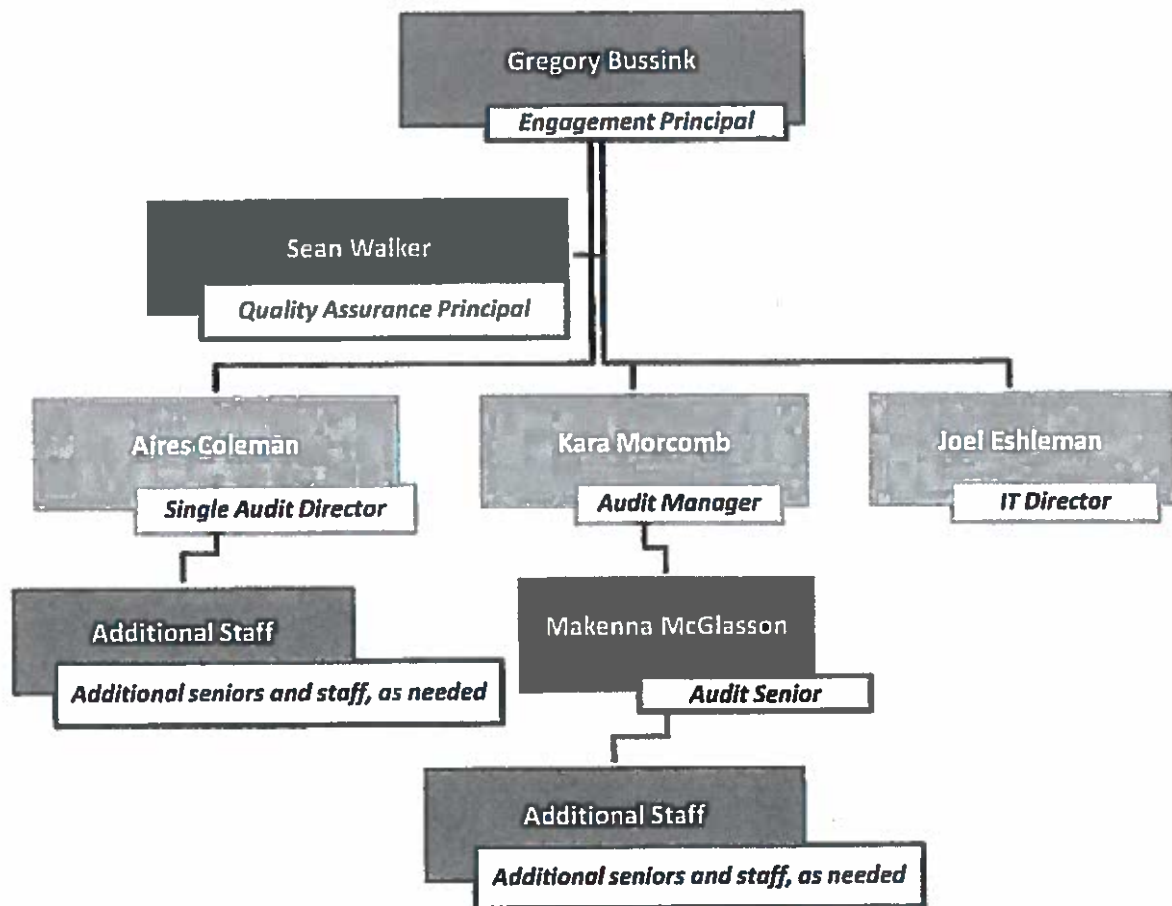 Gregory Bussink
Engagement Principal
Sean Walker
Quality Assurance Principal
Aires Coleman
Single Audit Director
Kara Morcomb
Audit Manager
Joel Eshleman
IT Director
Additional Staff
Additional seniors and staff, as needed
Makenna McGlasson
Audit Senior
Additional Staff
Additional seniors and staff, as needed